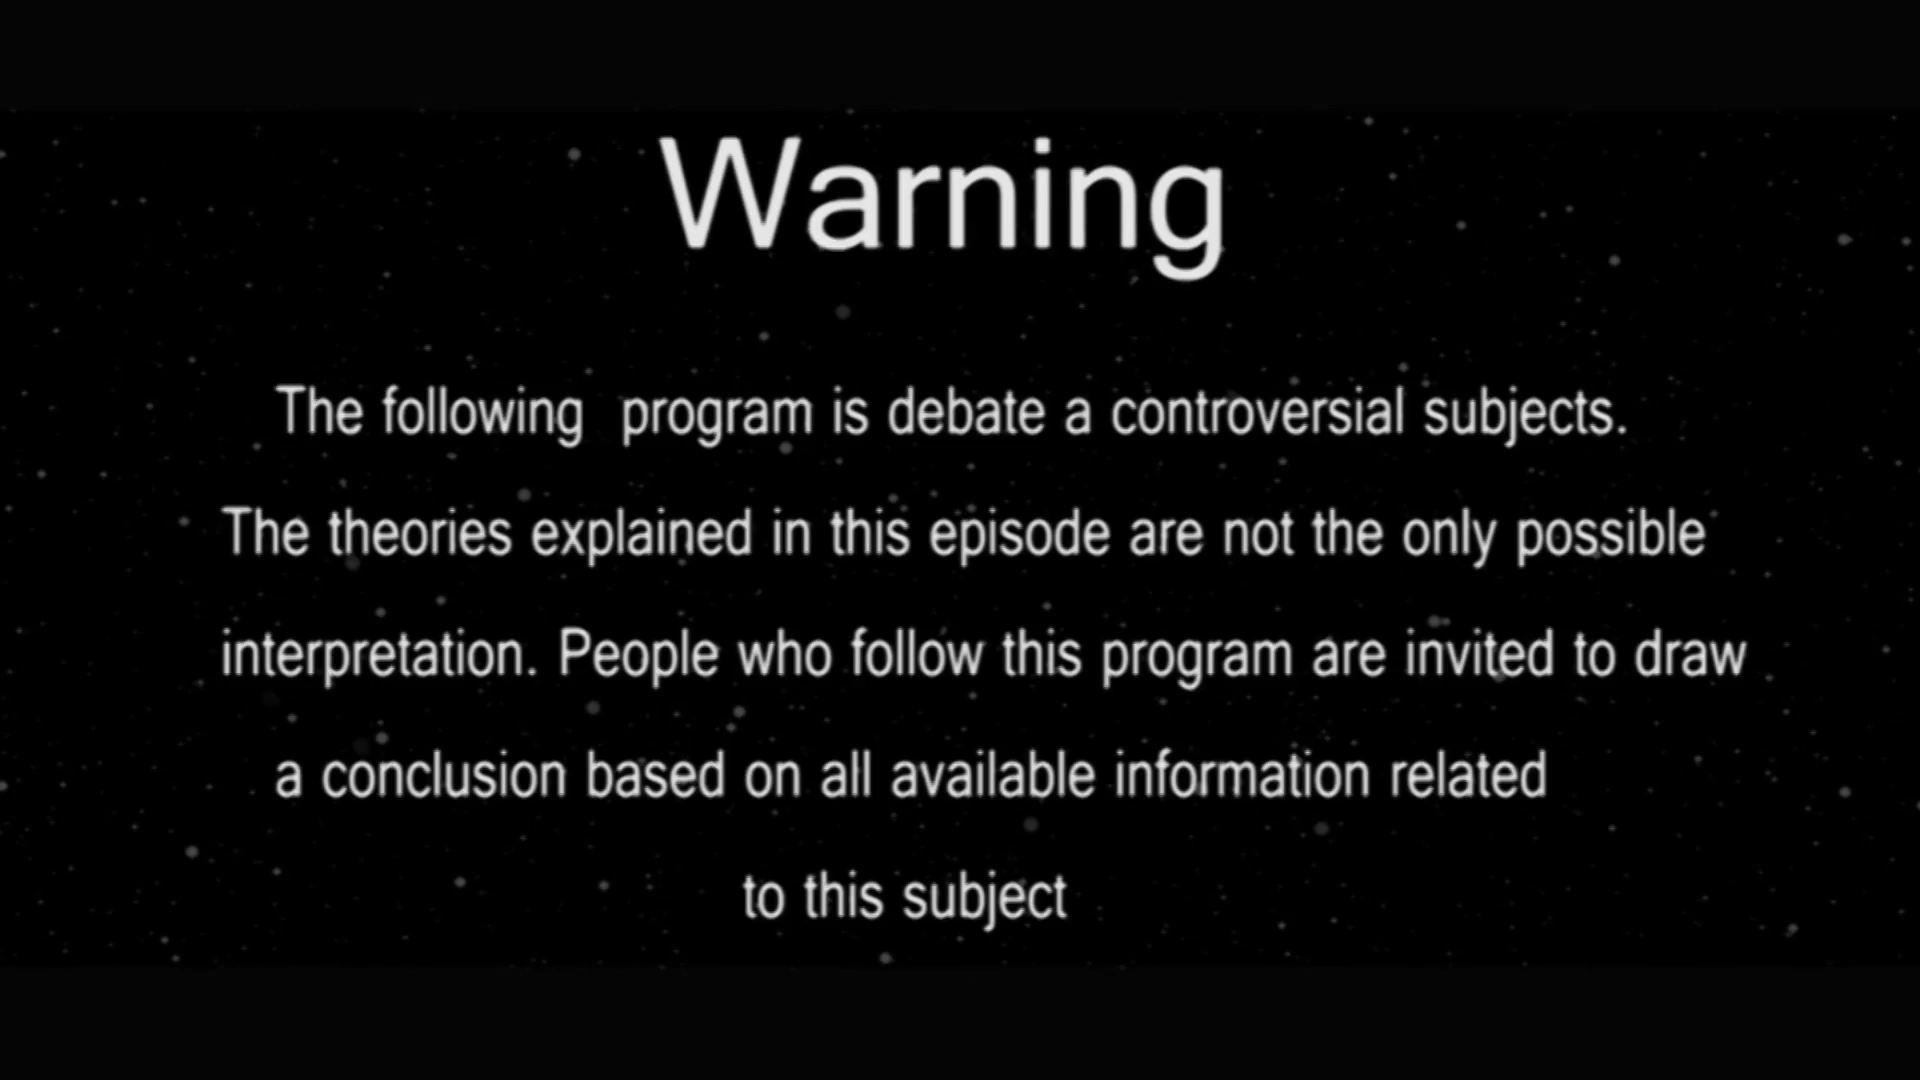 Warning
The following program is debate a controversial subjects.
The theories explained in this episode are not the only possible
interpretation. People who follow this program are invited to draw
a conclusion based on all available information related
to this subject